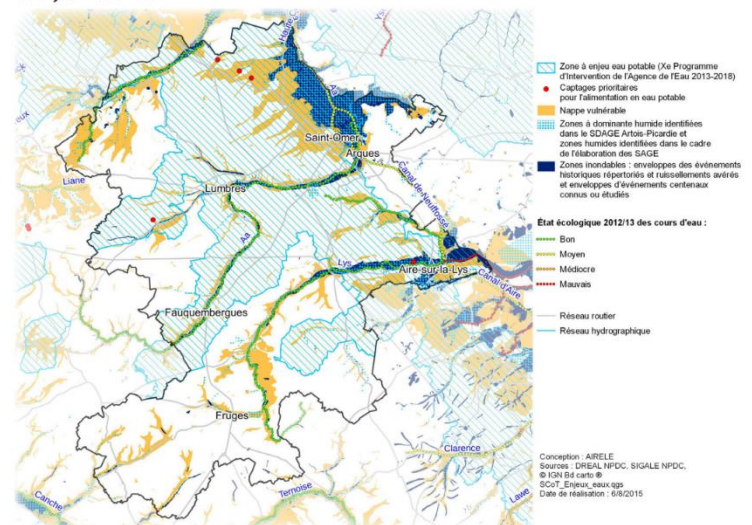 Aa
Saint-Omer
Arques
Canal de Neuffossé
Liane
Lumbres
Aa
Lys
Aire-sur-la-Lys
Canal d'Aire
Fauquembergues
Fruges
Clarence
Canche
Ternoise
Lawe
Zone à enjeu eau potable (Xe Programme
d'Intervention de l'Agence de l'Eau 2013-2018)
Captages prioritaires
pour l'alimentation en eau potable
Nappe vulnérable
Zones à dominante humide identifiées
dans le SDAGE Artois-Picardie et
zones humides identifiées dans le cadre
de l'élaboration des SAGE
Zones inondables : enveloppes des événements
historiques répertoriés et ruissellements avérés
et enveloppes d'événements centenaux
connus ou étudiés
État écologique 2012/13 des cours d'eau :
Bon
Moyen
Médiocre
Mauvais
Réseau routier
Réseau hydrographique
Conception : AIRELE
Sources : DREAL NPDC, SIGALE NPDC,
© IGN Bd carto ®
SCoT_Enjeux_eaux.qgs
Date de réalisation : 6/8/2015